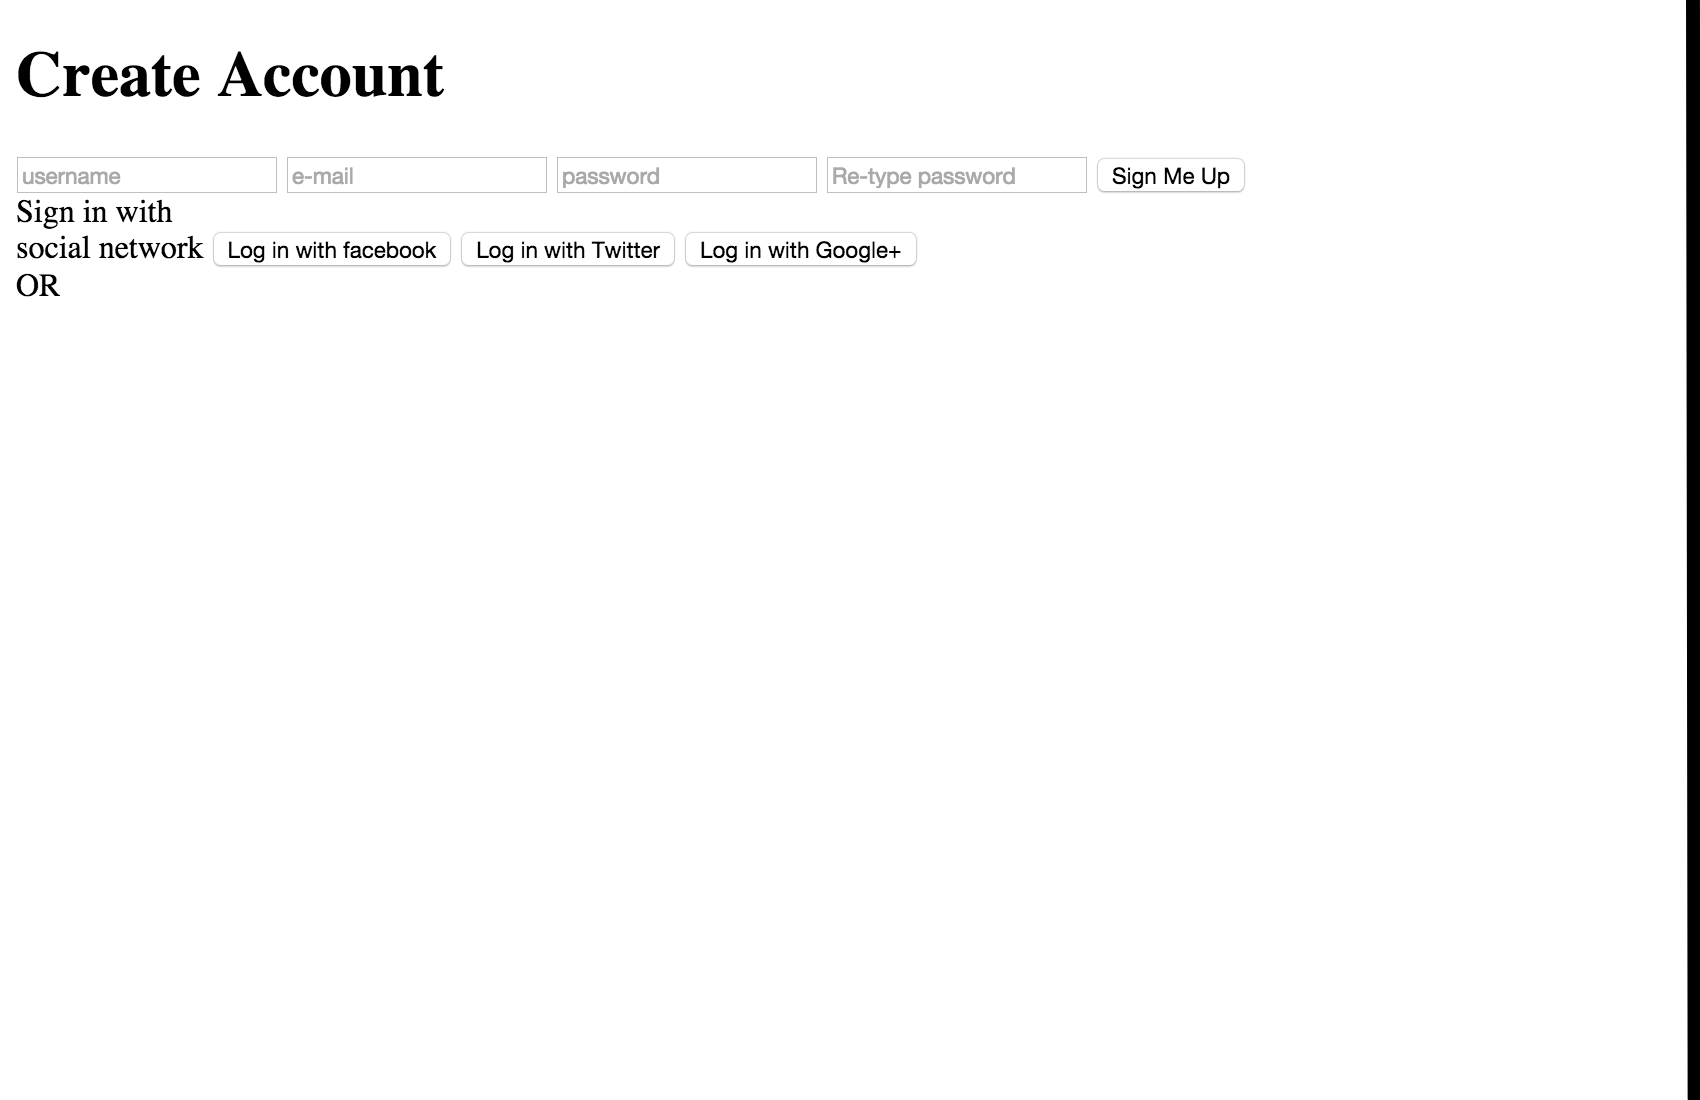 Create Account
username e-mail password Re-type password Sign Me Up
Sign in with
social network Log in with facebook Log in with Twitter Log in with Google+
OR